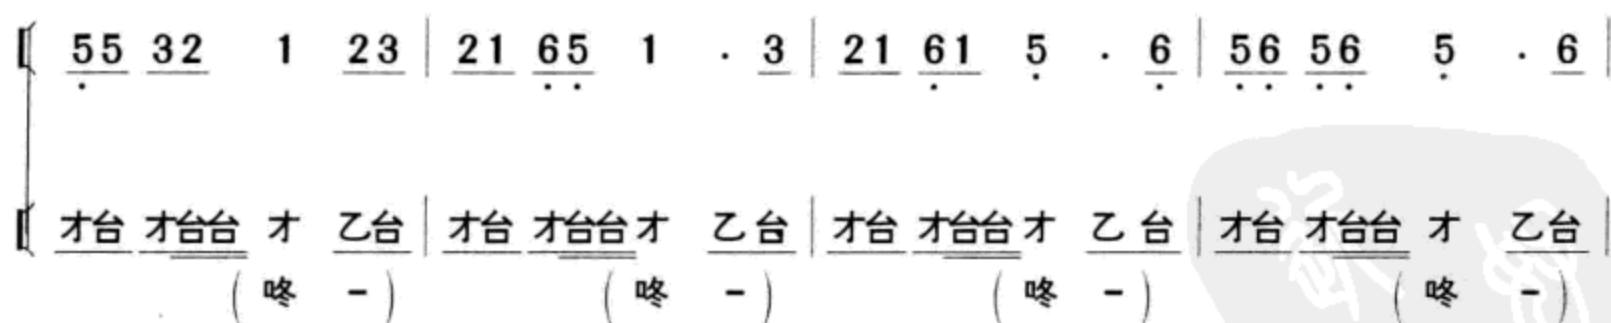 55 32 1 23 | 21 65 1 · 3 | 21 61 5 · 6 | 56 56 5 · 6 |
才台 才台台 才 乙台 | 才台 才台台 才 乙台 | 才台 才台台 才 乙台 | 才台 才台台 才 乙台 |
(咚 -) (咚 -) (咚 -) (咚 -)